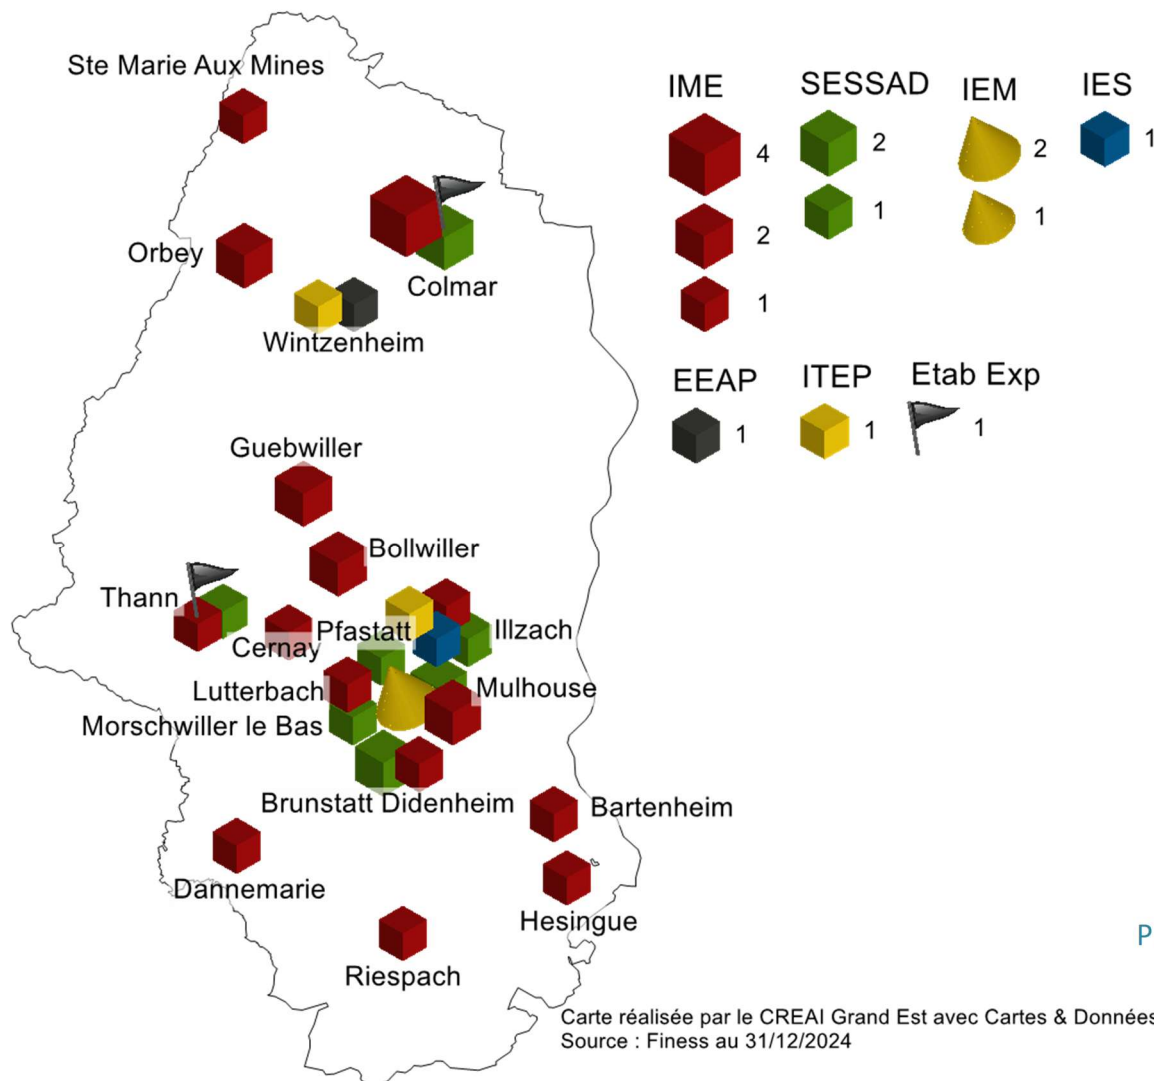 Ste Marie Aux Mines
Orbey
Colmar
Wintzenheim
Guebwiller
Bollwiller
Thann
Cernay
Pfastatt
Illzach
Lutterbach
Mulhouse
Morschwiller le Bas
Brunstatt Didenheim
Bartenheim
Dannemarie
Hesingue
Riespach
IME
4
2
1
SESSAD
2
1
IEM
2
1
IES
1
EEAP
1
ITEP
1
Etab Exp
1
P
Carte réalisée par le CREAI Grand Est avec Cartes & Données
Source : Finess au 31/12/2024